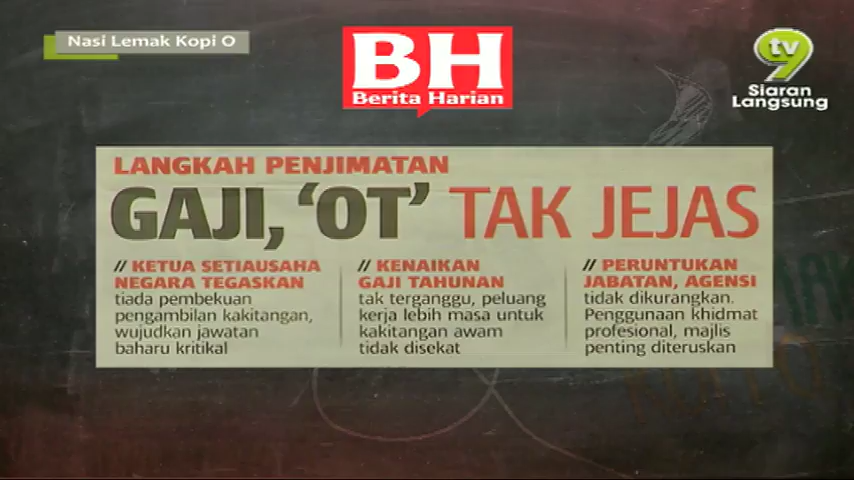 Nasi Lemak Kopi O
BH
Berita Harian
tv9
Siaran
Langsung
LANGKAH PENJIMATAN
GAJI, ‘OT’ TAK JEJAS
// KETUA SETIAUSAHA
NEGARA TEGASKAN
tiada pembekuan
pengambilan kakitangan,
wujudkan jawatan
baharu kritikal
// KENAIKAN
GAJI TAHUNAN
tak terganggu, peluang
kerja lebih masa untuk
kakitangan awam
tidak disekat
// PERUNTUKAN
JABATAN, AGENSI
tidak dikurangkan.
Penggunaan khidmat
profesional, majlis
penting diteruskan